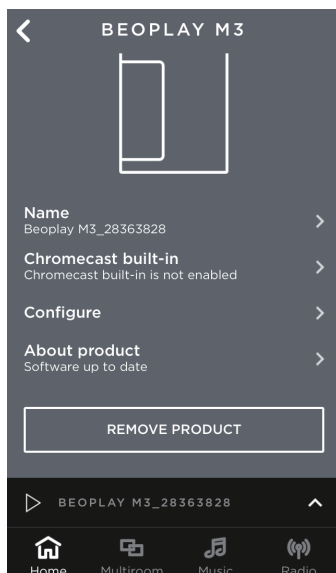 BEOPLAY M3
Name
Beoplay M3_28363828
Chromecast built-in
Chromecast built-in is not enabled
Configure
About product
Software up to date
REMOVE PRODUCT
BEOPLAY M3_28363828
Home Multiroom Music Radio